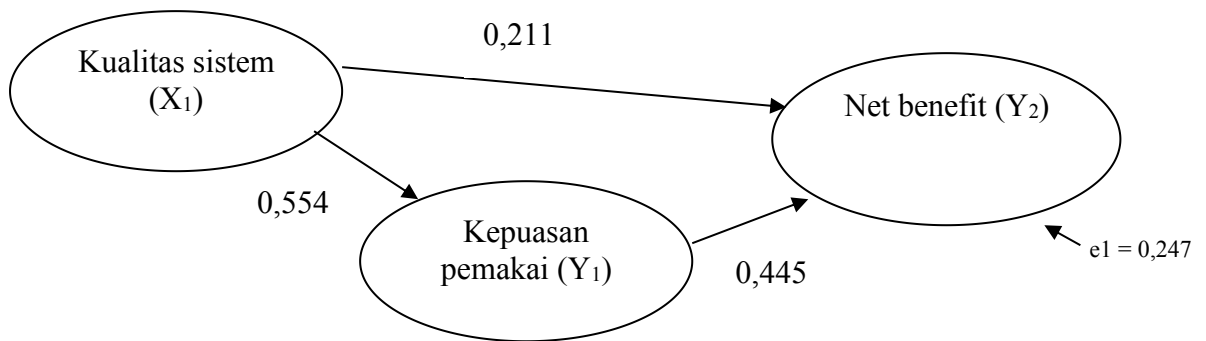 0,211
Kualitas sistem
(X₁)
Net benefit (Y₂)
0,554
Kepuasan
pemakai (Y₁)
0,445
e1 = 0,247